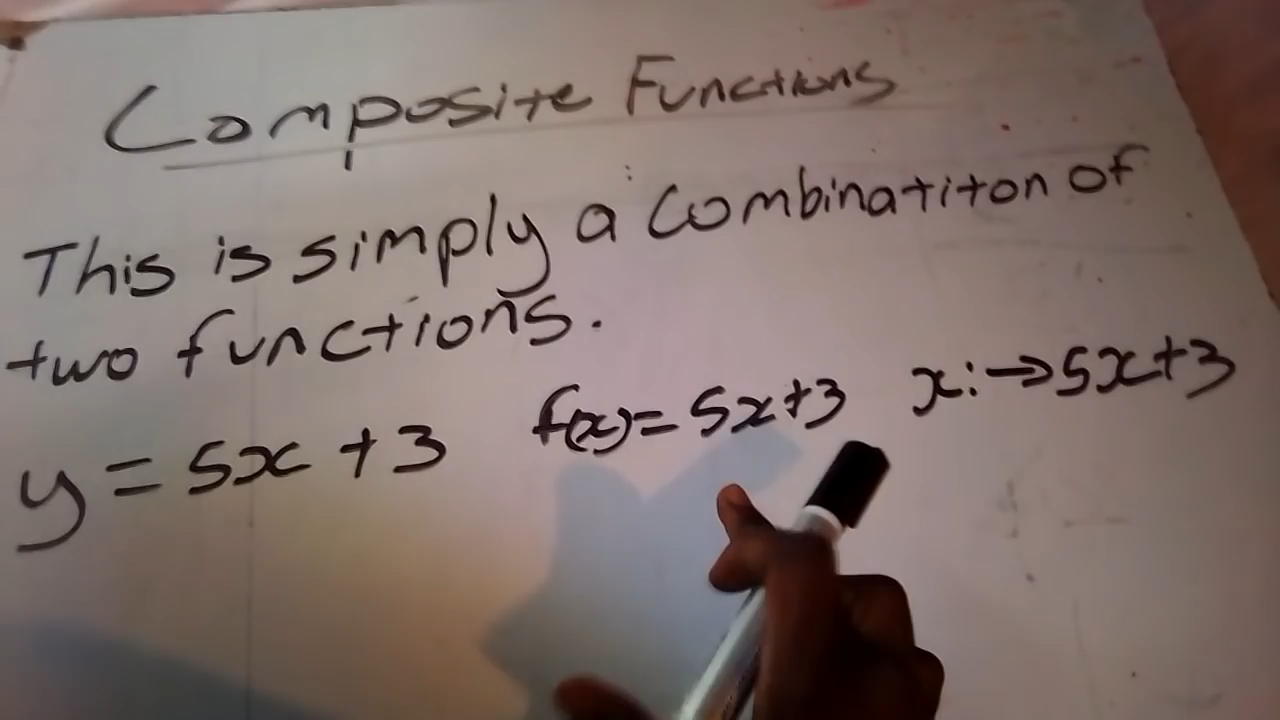 Composite Functions
This is simply a combinatiton of
two functions.
y = 5x + 3 f(x) = 5x+3 x: → 5x+3